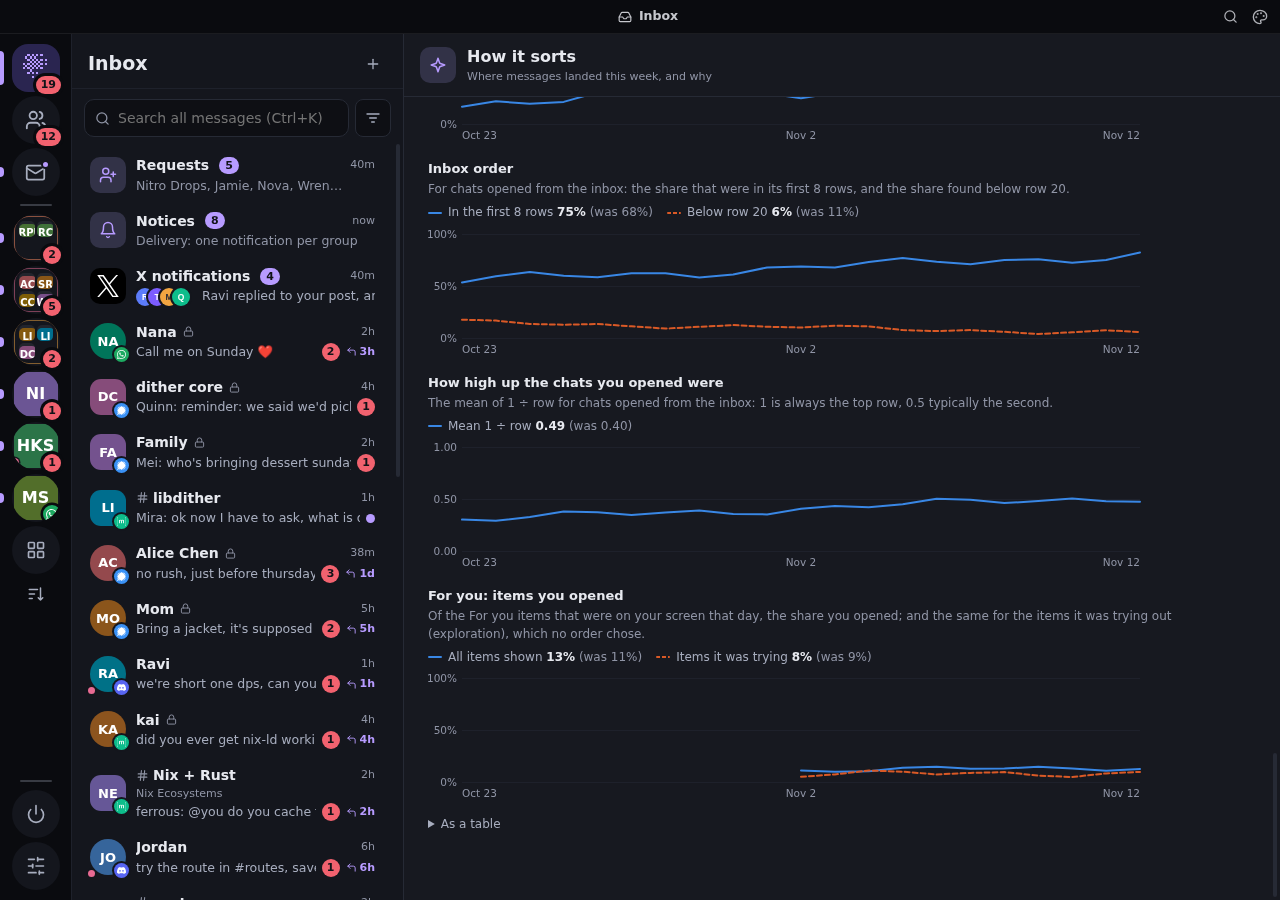 Inbox
19
12
2
AC SR
5
LI LI
DC
2
NI
1
HKS
1
MS
Inbox
Search all messages (Ctrl+K)
Requests 5 40m
Nitro Drops, Jamie, Nova, Wren…
Notices 8 now
Delivery: one notification per group
X notifications 4 40m
Ravi replied to your post, ar
NA Nana 2h
Call me on Sunday ❤️ 2 3h
DC dither core 4h
Quinn: reminder: we said we'd picl 1
FA Family 2h
Mei: who's bringing dessert sunda 1
LI # libdither 1h
Mira: ok now I have to ask, what is
AC Alice Chen 38m
no rush, just before thursday 3 1d
MO Mom 5h
Bring a jacket, it's supposed 2 5h
RA Ravi 1h
we're short one dps, can you 1 1h
KA kai 4h
did you ever get nix-ld worki 1 4h
NE # Nix + Rust 2h
Nix Ecosystems
ferrous: @you do you cache 1 2h
JO Jordan 6h
try the route in #routes, save 1 6h
How it sorts
Where messages landed this week, and why
0%
Oct 23 Nov 2 Nov 12
Inbox order
For chats opened from the inbox: the share that were in its first 8 rows, and the share found below row 20.
In the first 8 rows 75% (was 68%) Below row 20 6% (was 11%)
100%
50%
0%
Oct 23 Nov 2 Nov 12
How high up the chats you opened were
The mean of 1 ÷ row for chats opened from the inbox: 1 is always the top row, 0.5 typically the second.
Mean 1 ÷ row 0.49 (was 0.40)
1.00
0.50
0.00
Oct 23 Nov 2 Nov 12
For you: items you opened
Of the For you items that were on your screen that day, the share you opened; and the same for the items it was trying out
(exploration), which no order chose.
All items shown 13% (was 11%) Items it was trying 8% (was 9%)
100%
50%
0%
Oct 23 Nov 2 Nov 12
As a table